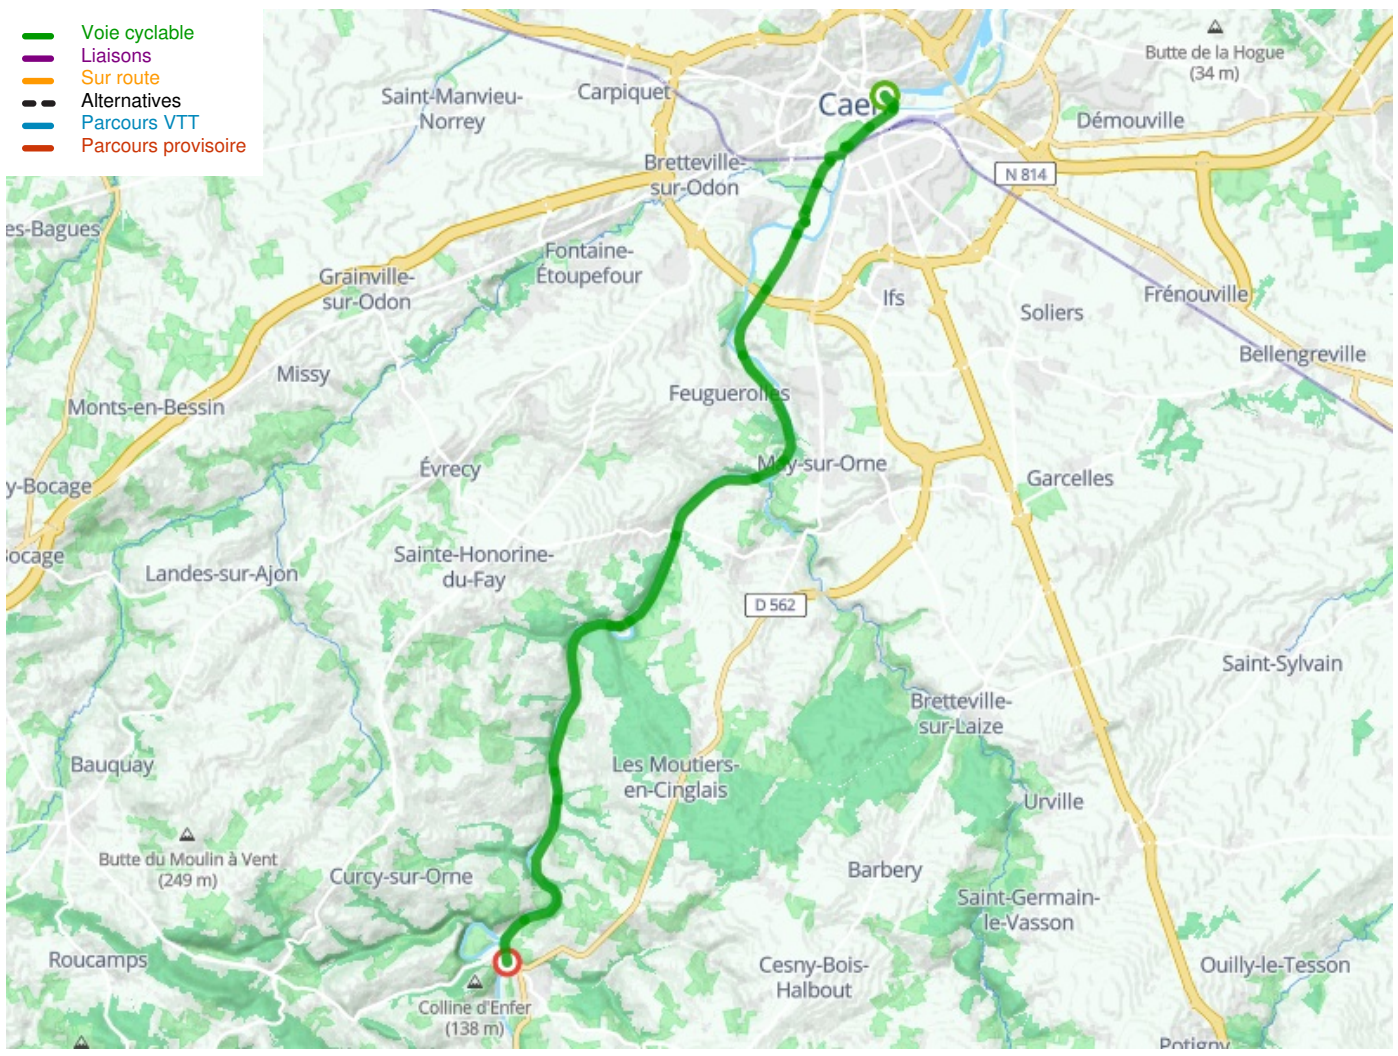 Voie cyclable
Liaisons
Sur route
Alternatives
Parcours VTT
Parcours provisoire
Butte de la Hogue
(34 m)
Saint-Manvieu-
Norrey
Carpiquet
Cae
Démouville
Bretteville-
sur-Odon
N 814
es-Bagues
Fontaine-
Étoupefour
Grainville-
sur-Odon
Ifs
Frénouville
Soliers
Bellengreville
Missy
Feuguerolles
Monts-en-Bessin
Évrecy
May-sur-Orne
Garcelles
y-Bocage
Bocage
Sainte-Honorine-
du-Fay
Landes-sur-Ajon
D 562
Saint-Sylvain
Bretteville-
sur-Laize
Bauquay
Les Moutiers-
en-Cinglais
Urville
Butte du Moulin à Vent
(249 m)
Curcy-sur-Orne
Barbery
Saint-Germain-
le-Vasson
Roucamps
Cesny-Bois-
Halbout
Ouilly-le-Tesson
Colline d'Enfer
(138 m)
Potigny